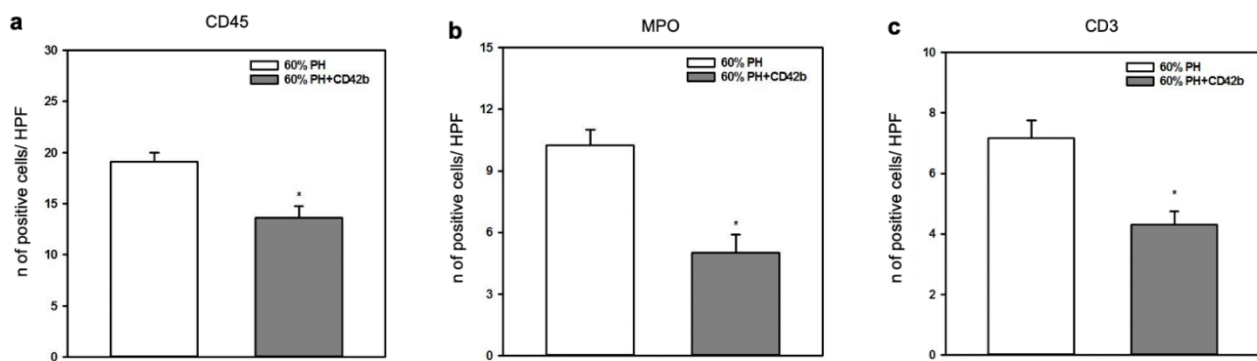 a
CD45
n of positive cells/ HPF
30
25
20
15
10
5
0
60% PH
60% PH+CD42b
*
b
MPO
n of positive cells/ HPF
15
12
9
6
3
0
60% PH
60% PH+CD42b
*
c
CD3
n of positive cells/ HPF
10
8
6
4
2
0
60% PH
60% PH+CD42b
*